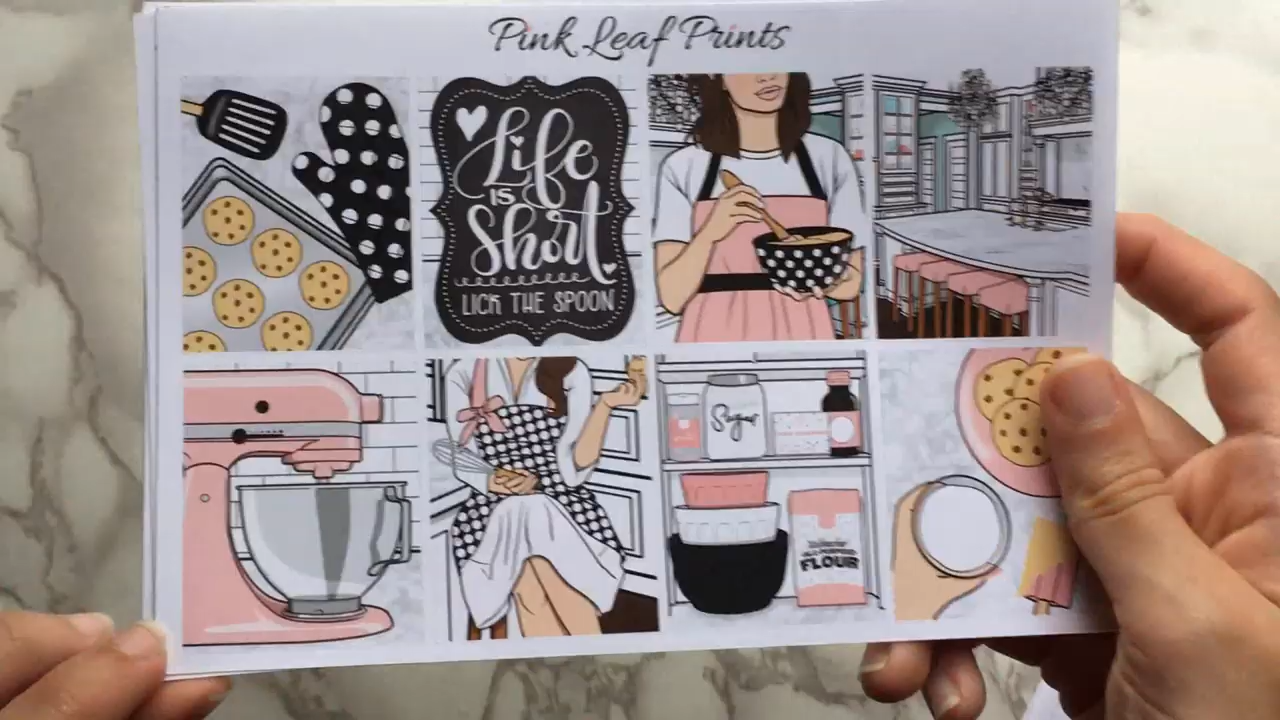 Pink Leaf Prints
Life
IS
Short
LICK THE SPOON
Sugar
FLOUR